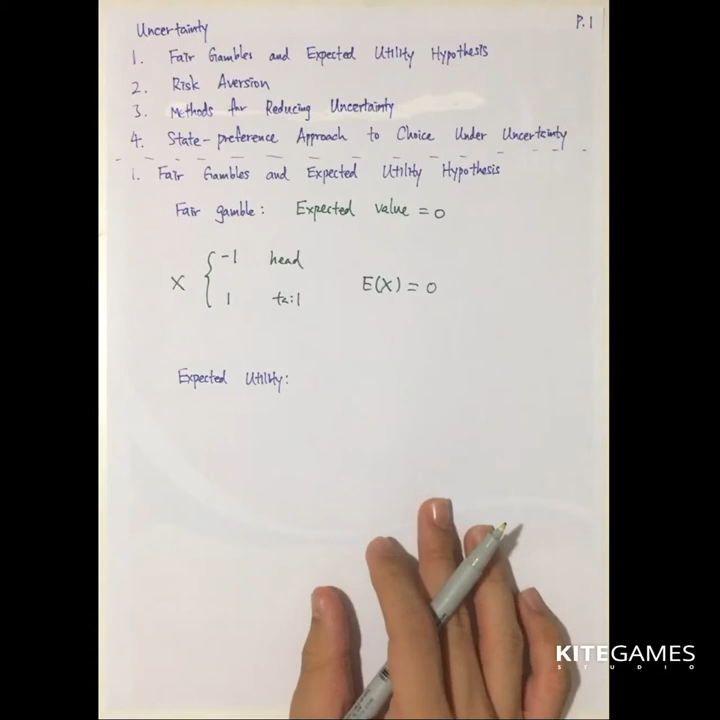 P.1
Uncertainty
1. Fair Gambles and Expected Utility Hypothesis
2. Risk Aversion
3. Methods for Reducing Uncertainty
4. State-preference Approach to Choice Under Uncertainty
1. Fair Gambles and Expected Utility Hypothesis
Fair gamble: Expected value = 0
X { -1 head
1 tail
E(X) = 0
Expected Utility:
KITEGAMES
STUDIO